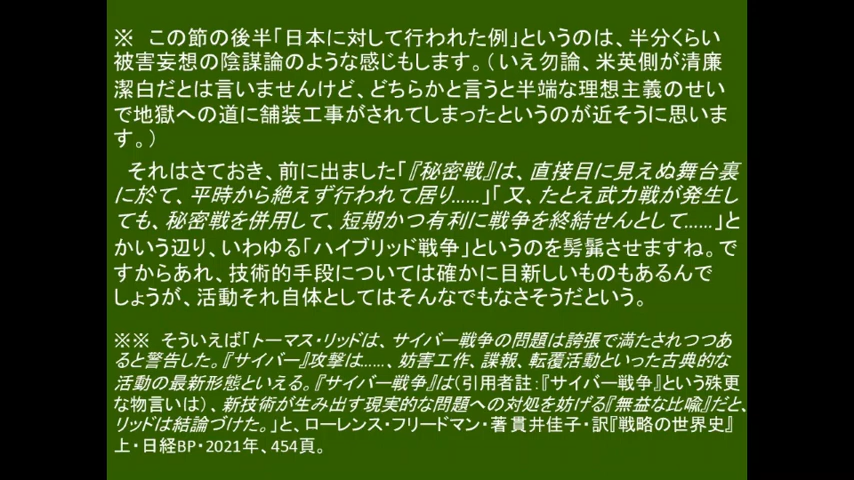 ※　この節の後半「日本に対して行われた例」というのは、半分くらい
被害妄想の陰謀論のような感じもします。（いえ勿論、米英側が清廉
潔白だとは言いませんけど、どちらかと言うと半端な理想主義のせい
で地獄への道に舗装工事がされてしまったというのが近そうに思いま
す。）
　それはさておき、前に出ました「『秘密戦』は、直接目に見えぬ舞台裏
に於て、平時から絶えず行われて居り……」「又、たとえ武力戦が発生し
ても、秘密戦を併用して、短期かつ有利に戦争を終結せんとして……」と
かいう辺り、いわゆる「ハイブリッド戦争」というのを髣髴させますね。で
すからあれ、技術的手段については確かに目新しいものもあるんで
しょうが、活動それ自体としてはそんなでもなさそうだという。
※※　そういえば「トーマス・リッドは、サイバー戦争の問題は誇張で満たされつつあ
ると警告した。『サイバー』攻撃は……、妨害工作、諜報、転覆活動といった古典的な
活動の最新形態といえる。『サイバー戦争』は（引用者註：『サイバー戦争』という殊更
な物言いは）、新技術が生み出す現実的な問題への対処を妨げる『無益な比喩』だと、
リッドは結論づけた。」と、ローレンス・フリードマン・著貫井佳子・訳『戦略の世界史』
上・日経BP・2021年、454頁。